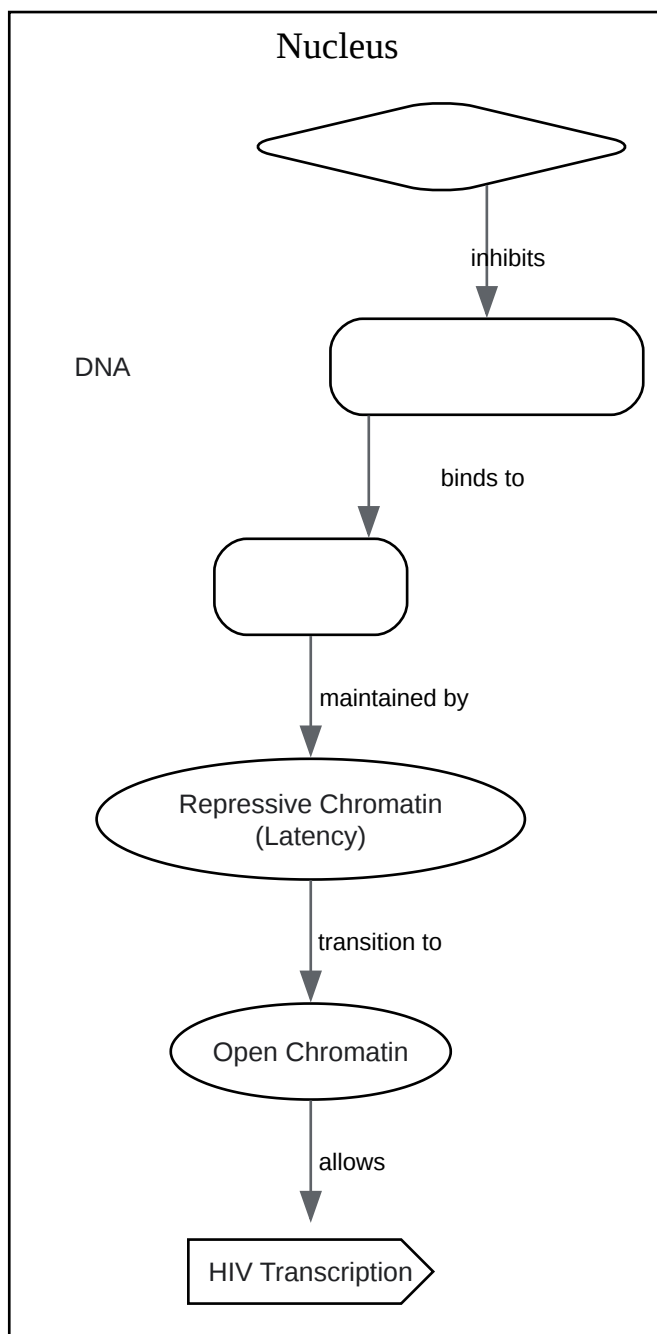 Nucleus
inhibits
DNA
binds to
maintained by
Repressive Chromatin
(Latency)
transition to
Open Chromatin
allows
HIV Transcription